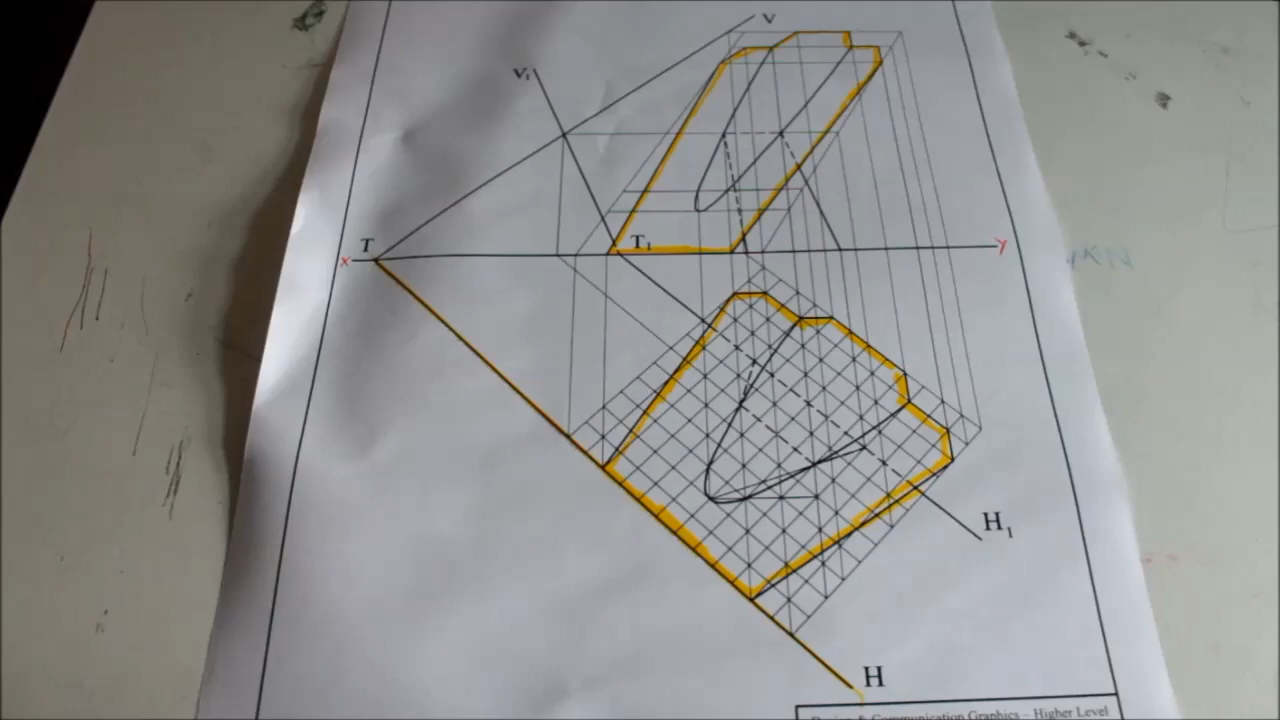 V
V₁
T
T₁
x
y
H₁
H
Design & Communication Graphics – Higher Level